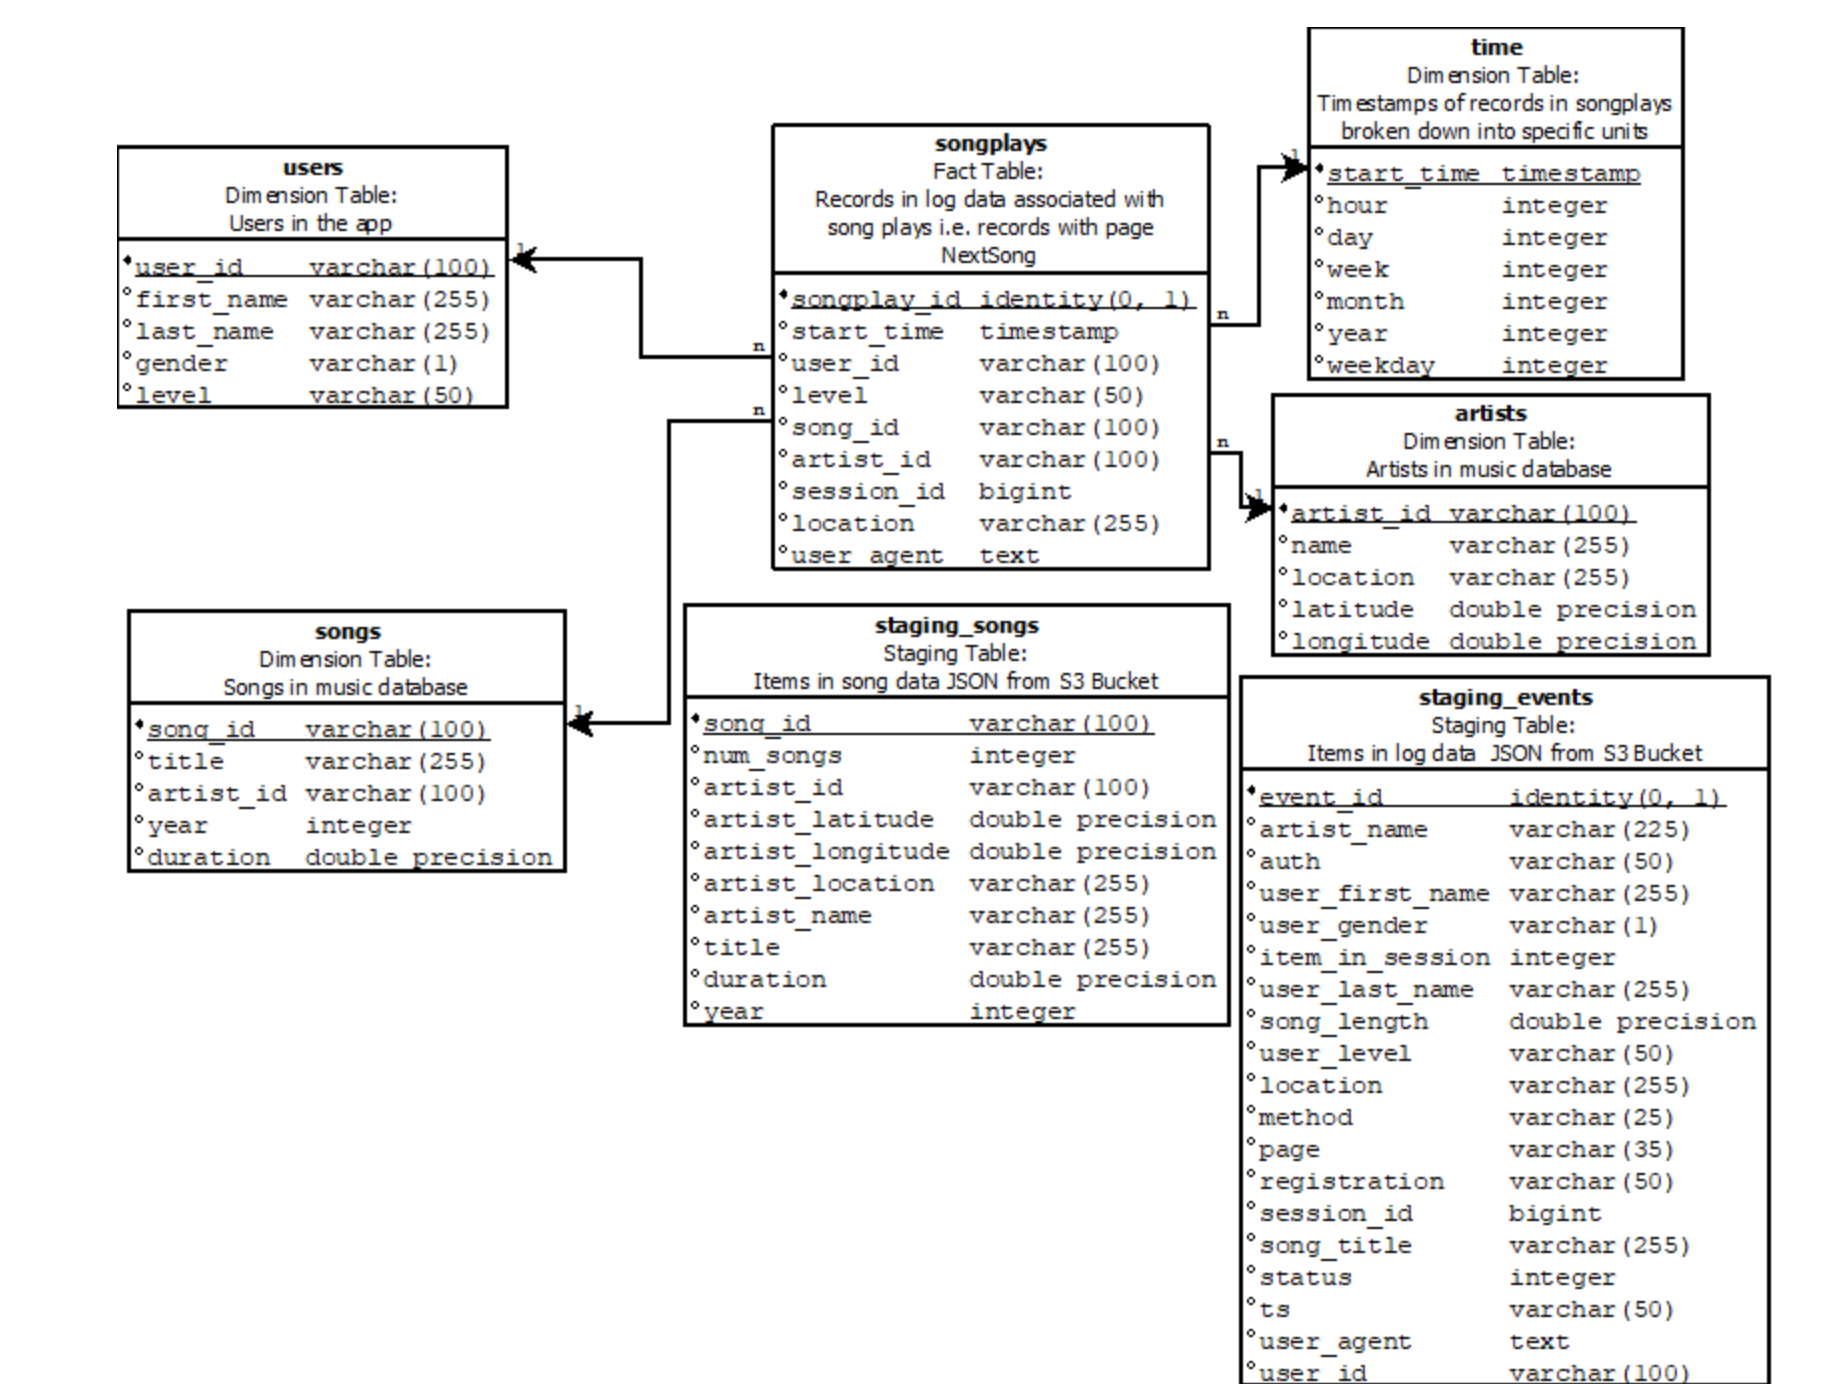 users
Dimension Table:
Users in the app
user_id varchar(100)
first_name varchar(255)
last_name varchar(255)
gender varchar(1)
level varchar(50)
1
n
songplays
Fact Table:
Records in log data associated with
song plays i.e. records with page
NextSong
songplay_id identity(0, 1)
start_time timestamp
user_id varchar(100)
level varchar(50)
song_id varchar(100)
artist_id varchar(100)
session_id bigint
location varchar(255)
user_agent text
n
1
time
Dimension Table:
Timestamps of records in songplays
broken down into specific units
start_time timestamp
hour integer
day integer
week integer
month integer
year integer
weekday integer
n
1
artists
Dimension Table:
Artists in music database
artist_id varchar(100)
name varchar(255)
location varchar(255)
latitude double precision
longitude double precision
n
1
songs
Dimension Table:
Songs in music database
song_id varchar(100)
title varchar(255)
artist_id varchar(100)
year integer
duration double precision
staging_songs
Staging Table:
Items in song data JSON from S3 Bucket
song_id varchar(100)
num_songs integer
artist_id varchar(100)
artist_latitude double precision
artist_longitude double precision
artist_location varchar(255)
artist_name varchar(255)
title varchar(255)
duration double precision
year integer
staging_events
Staging Table:
Items in log data JSON from S3 Bucket
event_id identity(0, 1)
artist_name varchar(225)
auth varchar(50)
user_first_name varchar(255)
user_gender varchar(1)
item_in_session integer
user_last_name varchar(255)
song_length double precision
user_level varchar(50)
location varchar(255)
method varchar(25)
page varchar(35)
registration varchar(50)
session_id bigint
song_title varchar(255)
status integer
ts varchar(50)
user_agent text
user_id varchar(100)